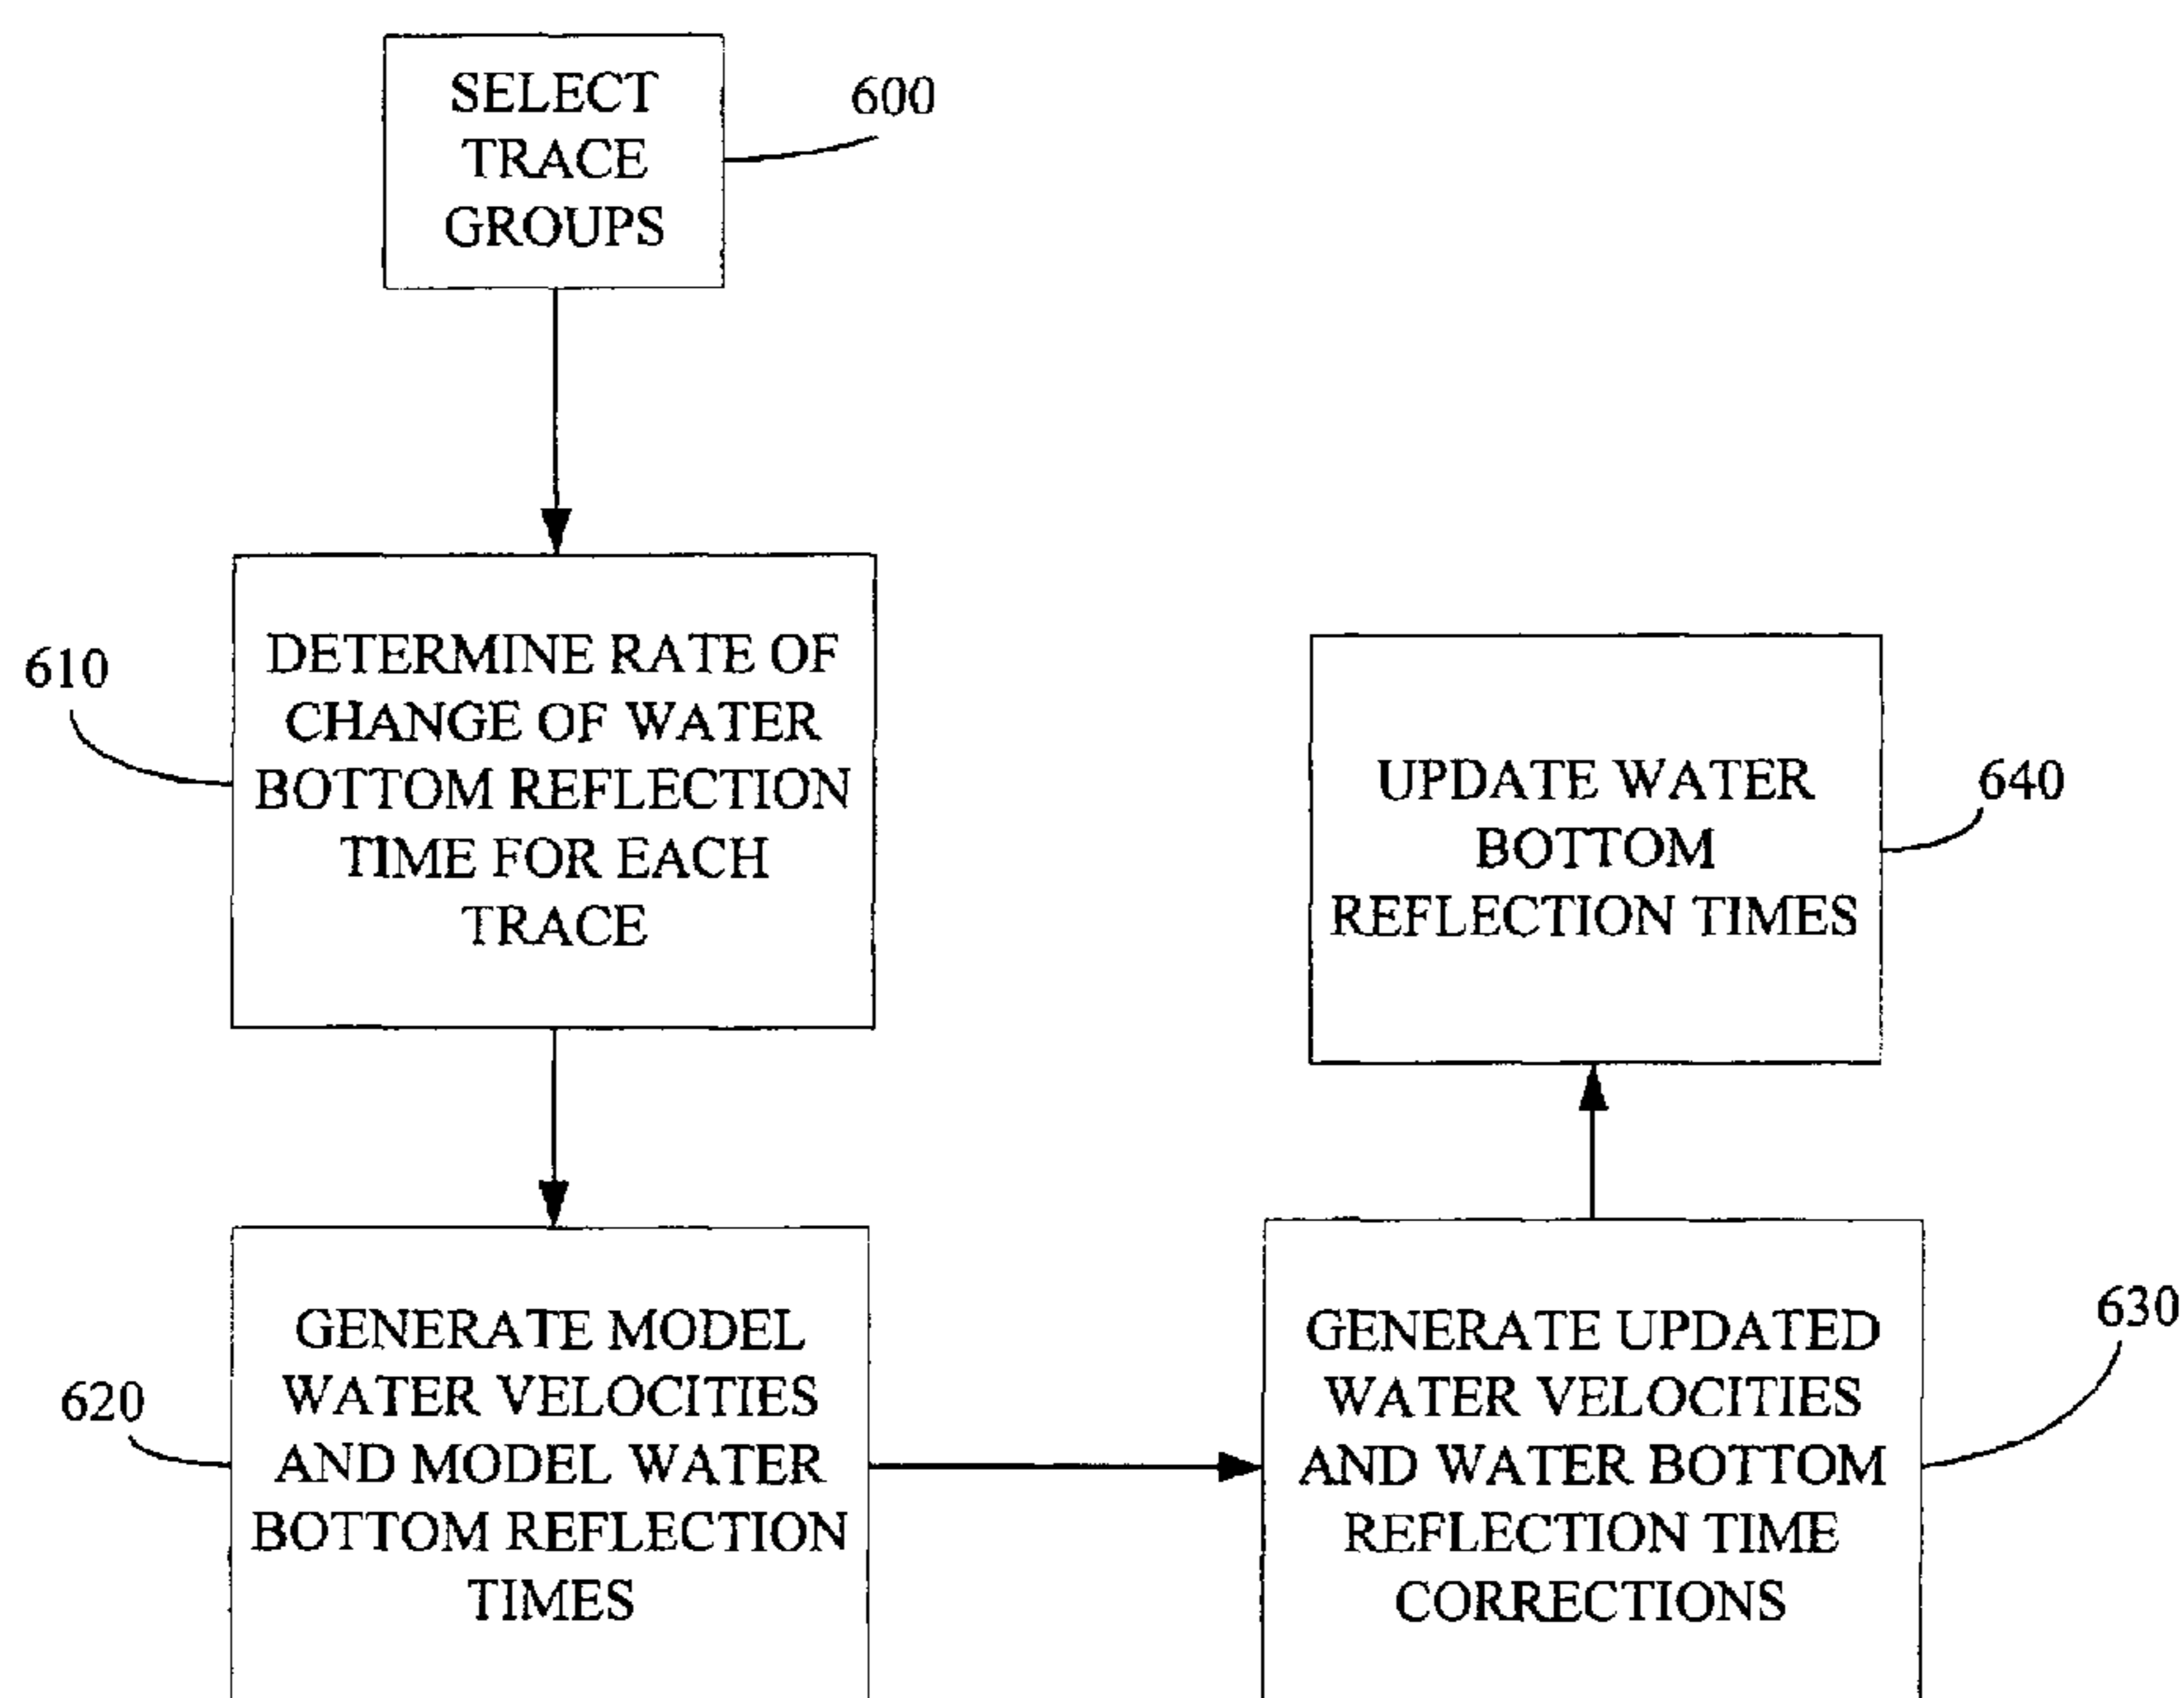 SELECT
TRACE
GROUPS
600
610
DETERMINE RATE OF
CHANGE OF WATER
BOTTOM REFLECTION
TIME FOR EACH
TRACE
620
GENERATE MODEL
WATER VELOCITIES
AND MODEL WATER
BOTTOM REFLECTION
TIMES
GENERATE UPDATED
WATER VELOCITIES
AND WATER BOTTOM
REFLECTION TIME
CORRECTIONS
630
UPDATE WATER
BOTTOM
REFLECTION TIMES
640